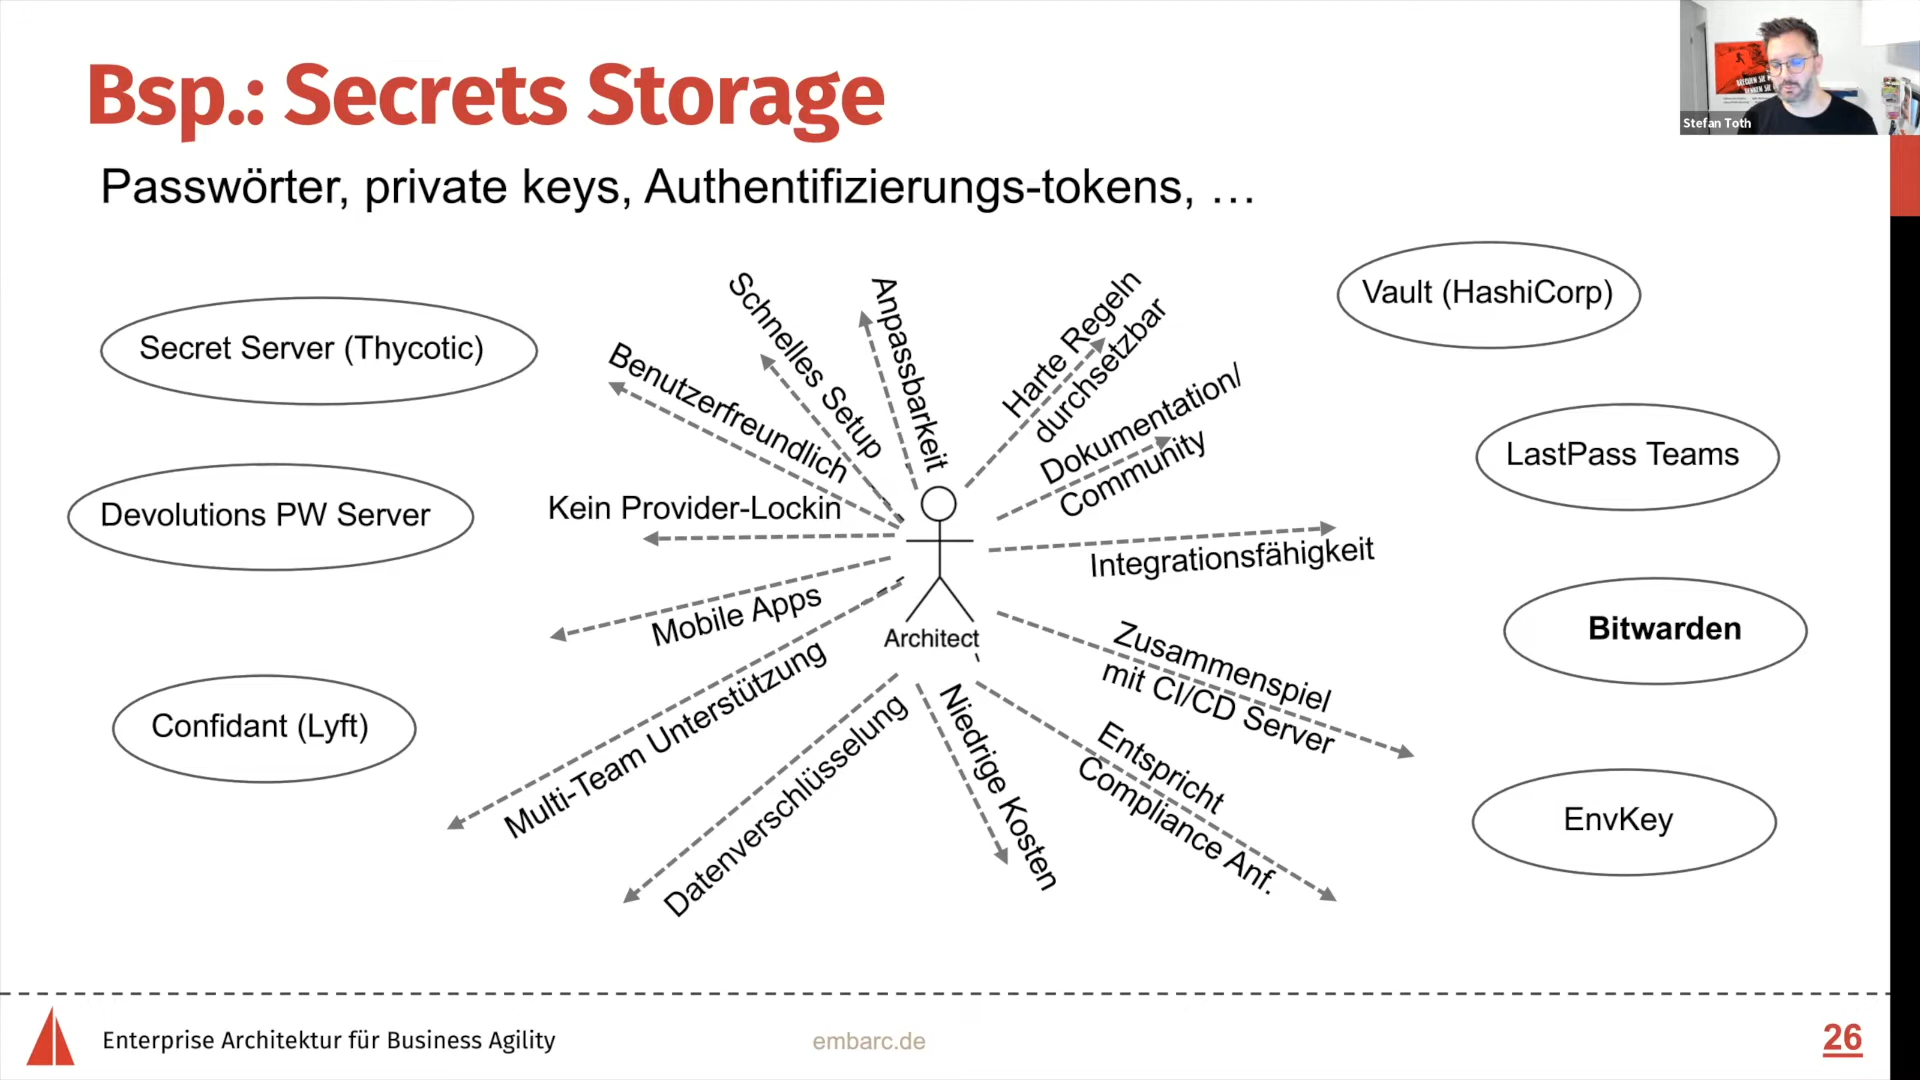 Bsp.: Secrets Storage
Stefan Toth
Passwörter, private keys, Authentifizierungs-tokens, …
Secret Server (Thycotic)
Devolutions PW Server
Confidant (Lyft)
Schnelles Setup
Anpassbarkeit
Benutzerfreundlich
Kein Provider-Lockin
Mobile Apps
Multi-Team Unterstützung
Datenverschlüsselung
Niedrige Kosten
Architect
Harte Regeln
durchsetzbar
Dokumentation/
Community
Integrationsfähigkeit
Zusammenspiel
mit CI/CD Server
Entspricht
Compliance Anf.
Vault (HashiCorp)
LastPass Teams
Bitwarden
EnvKey
Enterprise Architektur für Business Agility
embarc.de
26